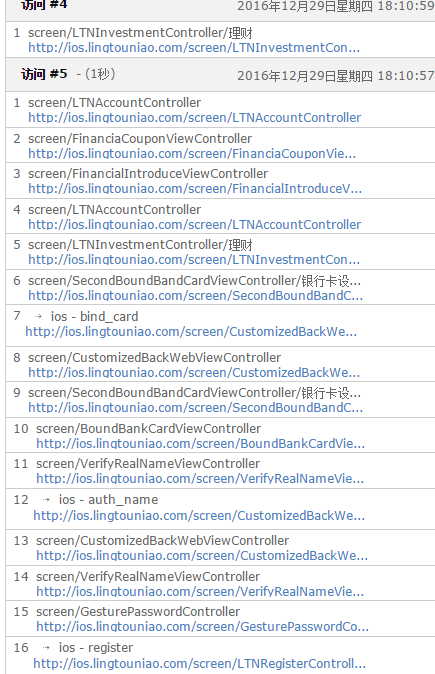 访问 #4 2016年12月29日星期四 18:10:59
1 screen/LTNInvestmentController/理财
http://ios.lingtouniao.com/screen/LTNInvestmentCon...
访问 #5 - (1秒) 2016年12月29日星期四 18:10:57
1 screen/LTNAccountController
http://ios.lingtouniao.com/screen/LTNAccountController
2 screen/FinanciaCouponViewController
http://ios.lingtouniao.com/screen/FinanciaCouponVie...
3 screen/FinancialIntroduceViewController
http://ios.lingtouniao.com/screen/FinancialIntroduceV...
4 screen/LTNAccountController
http://ios.lingtouniao.com/screen/LTNAccountController
5 screen/LTNInvestmentController/理财
http://ios.lingtouniao.com/screen/LTNInvestmentCon...
6 screen/SecondBoundBandCardViewController/银行卡设...
http://ios.lingtouniao.com/screen/SecondBoundBandC...
7 → ios - bind_card
http://ios.lingtouniao.com/screen/CustomizedBackWe...
8 screen/CustomizedBackWebViewController
http://ios.lingtouniao.com/screen/CustomizedBackWe...
9 screen/SecondBoundBandCardViewController/银行卡设...
http://ios.lingtouniao.com/screen/SecondBoundBandC...
10 screen/BoundBankCardViewController
http://ios.lingtouniao.com/screen/BoundBankCardVie...
11 screen/VerifyRealNameViewController
http://ios.lingtouniao.com/screen/VerifyRealNameVie...
12 → ios - auth_name
http://ios.lingtouniao.com/screen/CustomizedBackWe...
13 screen/CustomizedBackWebViewController
http://ios.lingtouniao.com/screen/CustomizedBackWe...
14 screen/VerifyRealNameViewController
http://ios.lingtouniao.com/screen/VerifyRealNameVie...
15 screen/GesturePasswordController
http://ios.lingtouniao.com/screen/GesturePasswordCo...
16 → ios - register
http://ios.lingtouniao.com/screen/LTNRegisterControll...